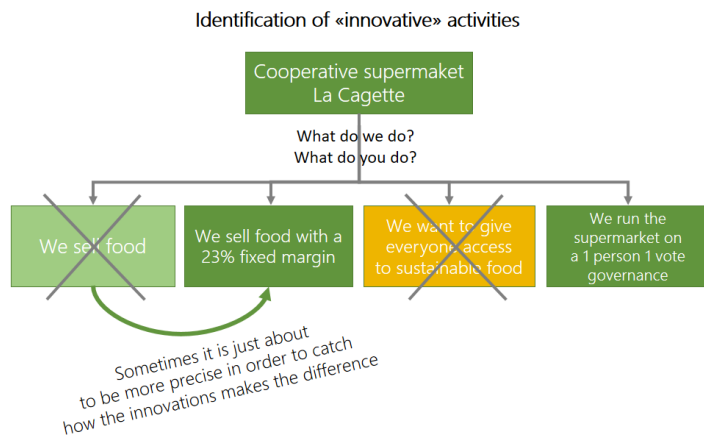 Identification of «innovative» activities
Cooperative supermaket
La Cagette
What do we do?
What do you do?
We sell food
We sell food with a
23% fixed margin
We want to give
everyone access
to sustainable food
We run the
supermarket on
a 1 person 1 vote
governance
Sometimes it is just about
to be more precise in order to catch
how the innovations makes the difference